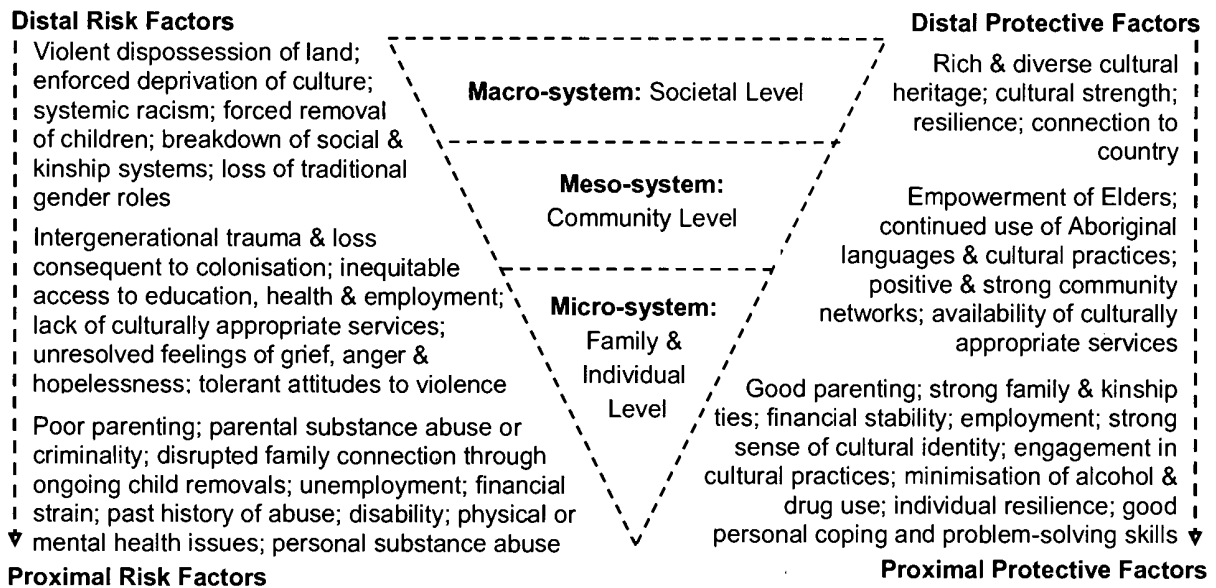 Distal Risk Factors
Violent dispossession of land;
enforced deprivation of culture;
systemic racism; forced removal
of children; breakdown of social &
kinship systems; loss of traditional
gender roles
Intergenerational trauma & loss
consequent to colonisation; inequitable
access to education, health & employment;
lack of culturally appropriate services;
unresolved feelings of grief, anger &
hopelessness; tolerant attitudes to violence
Poor parenting; parental substance abuse or
criminality; disrupted family connection through
ongoing child removals; unemployment; financial
strain; past history of abuse; disability; physical or
mental health issues; personal substance abuse
Proximal Risk Factors
Macro-system: Societal Level
Meso-system:
Community Level
Micro-system:
Family &
Individual
Level
Distal Protective Factors
Rich & diverse cultural
heritage; cultural strength;
resilience; connection to
country
Empowerment of Elders;
continued use of Aboriginal
languages & cultural practices;
positive & strong community
networks; availability of culturally
appropriate services
Good parenting; strong family & kinship
ties; financial stability; employment; strong
sense of cultural identity; engagement in
cultural practices; minimisation of alcohol &
drug use; individual resilience; good
personal coping and problem-solving skills
Proximal Protective Factors